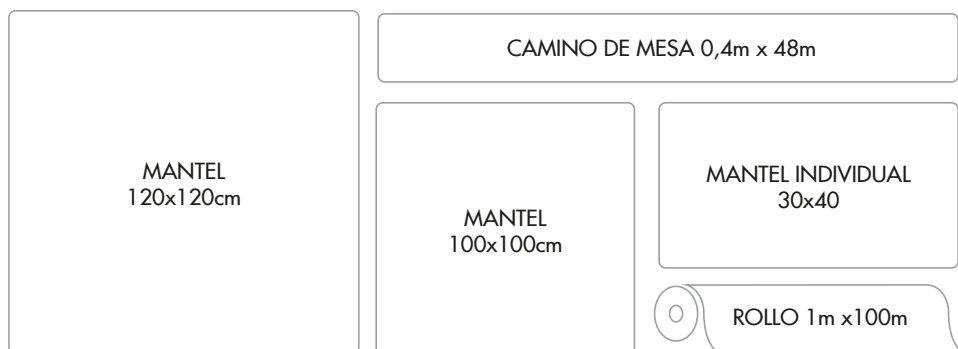 MANTEL
120x120cm
CAMINO DE MESA 0,4m x 48m
MANTEL
100x100cm
MANTEL INDIVIDUAL
30x40
ROLLO 1m x100m